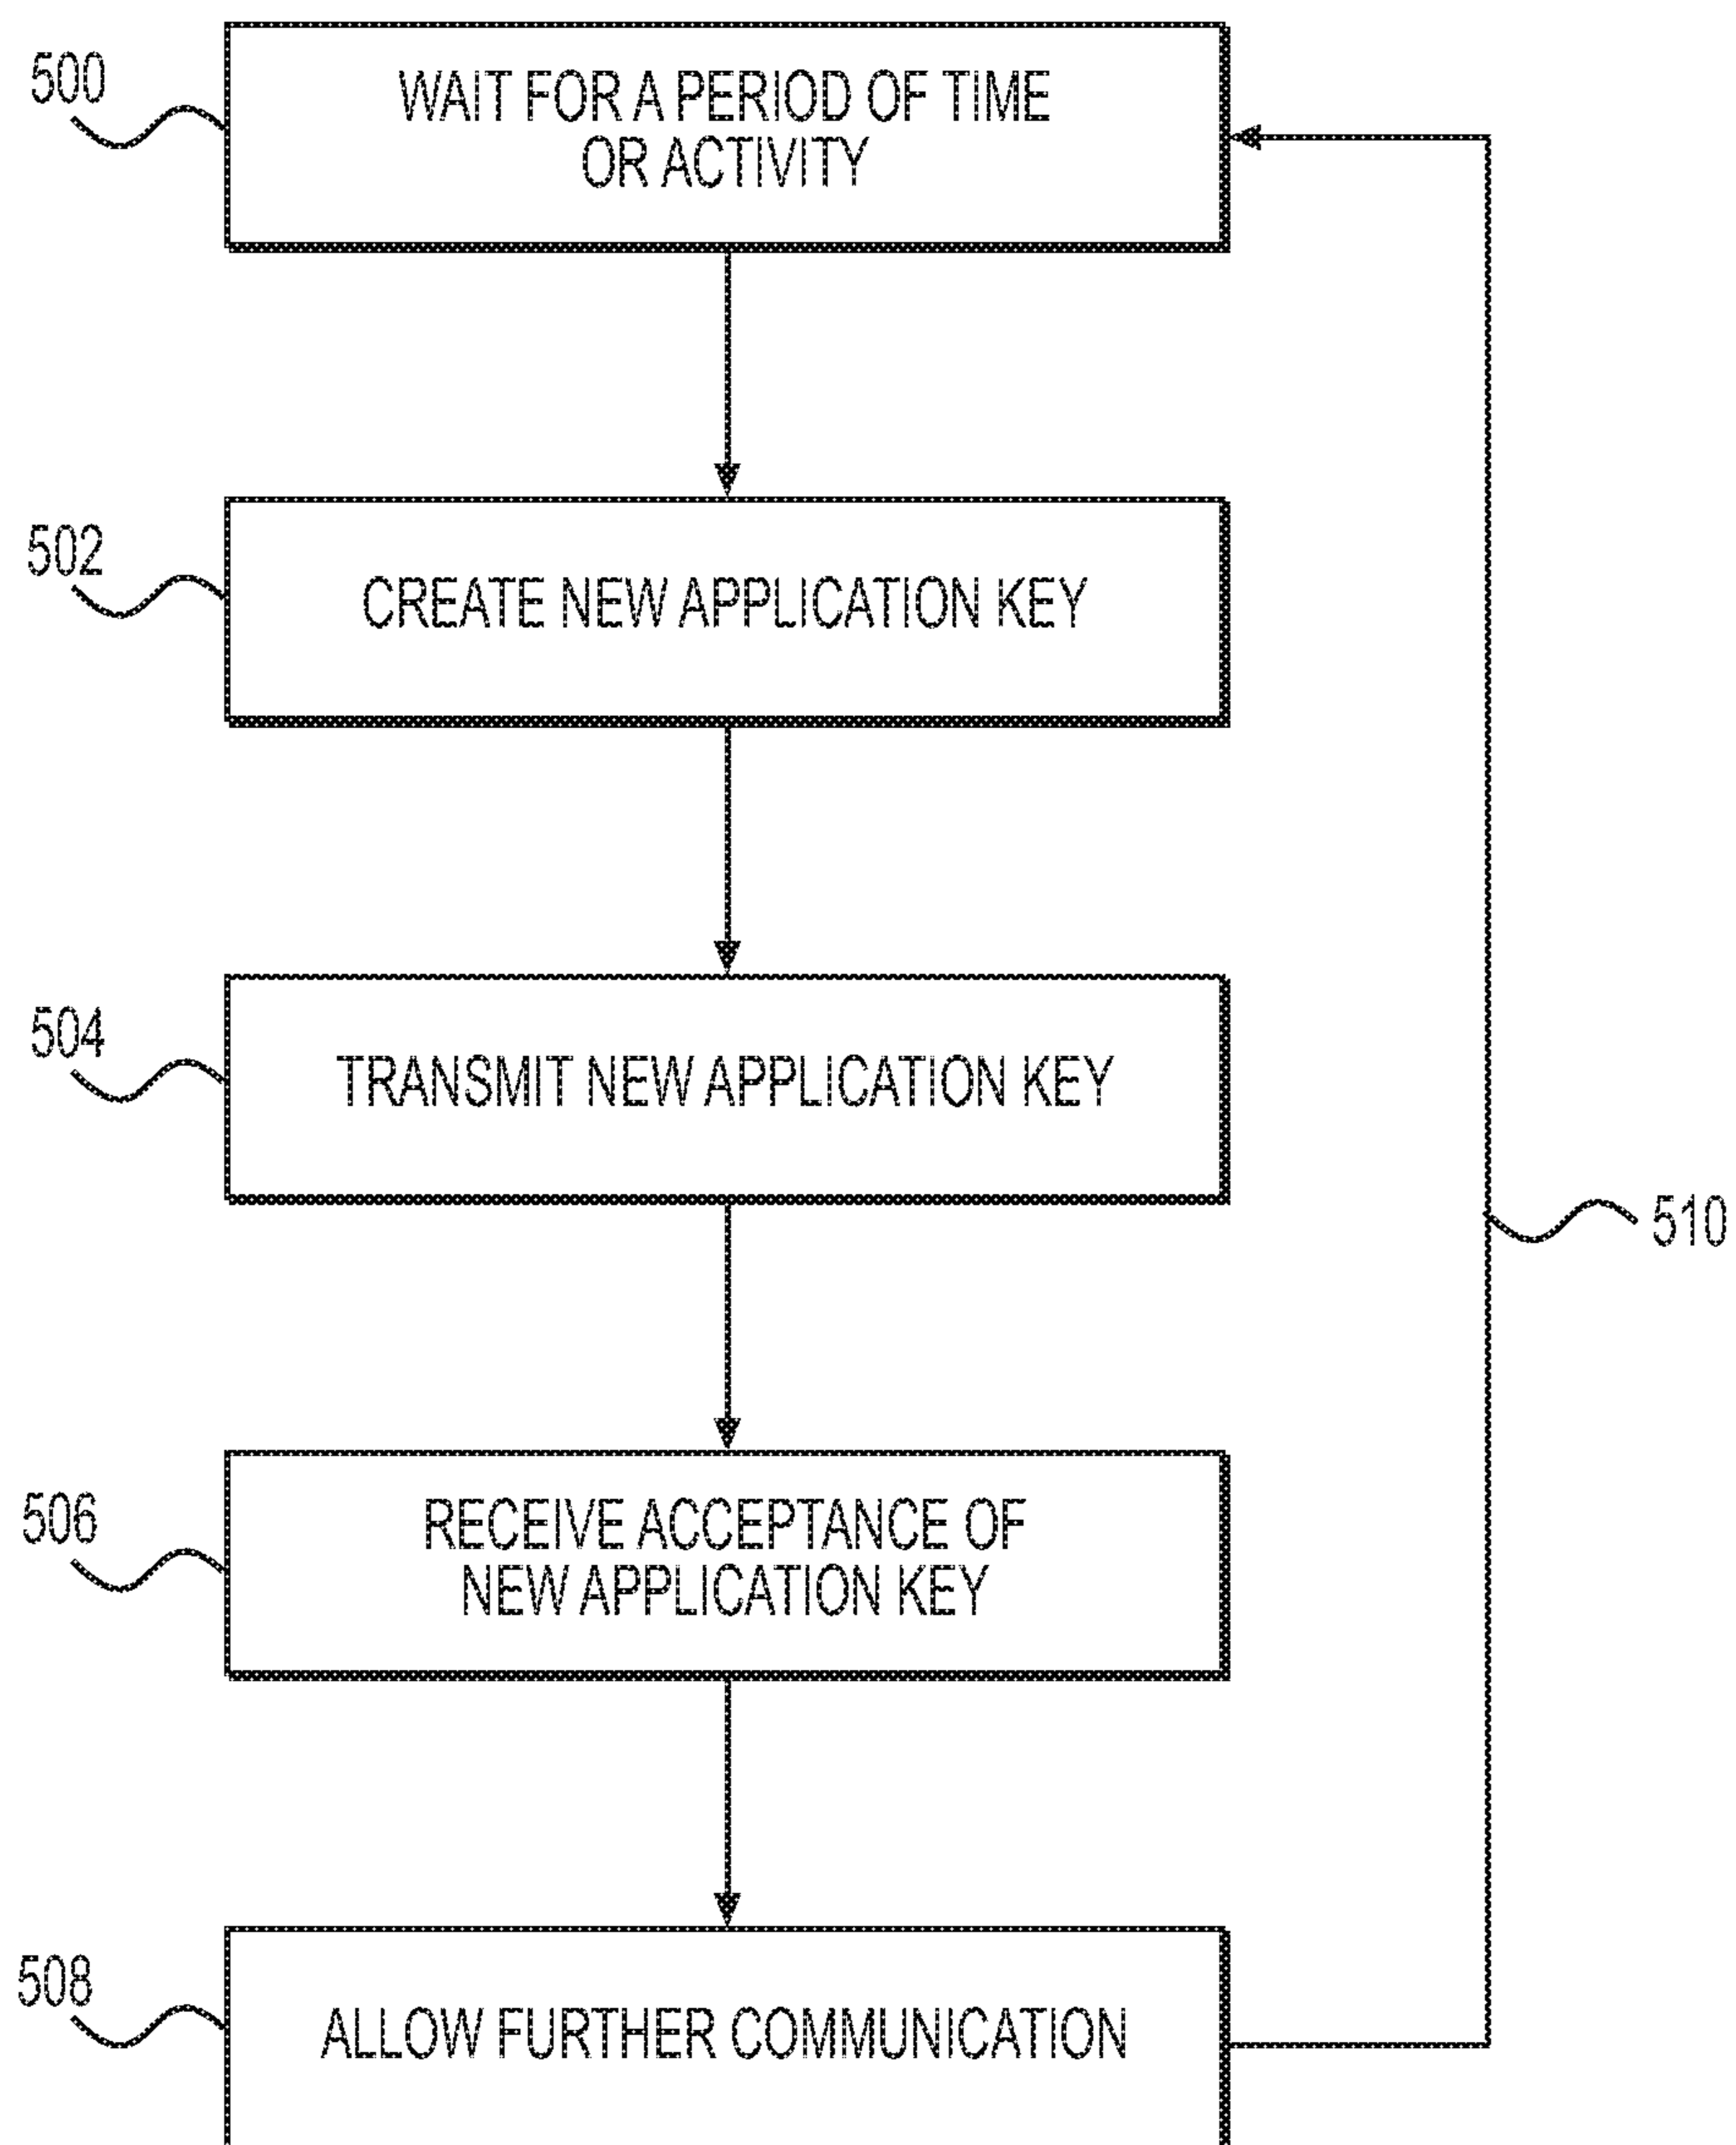 500
WAIT FOR A PERIOD OF TIME
OR ACTIVITY
502
CREATE NEW APPLICATION KEY
504
TRANSMIT NEW APPLICATION KEY
510
506
RECEIVE ACCEPTANCE OF
NEW APPLICATION KEY
508
ALLOW FURTHER COMMUNICATION